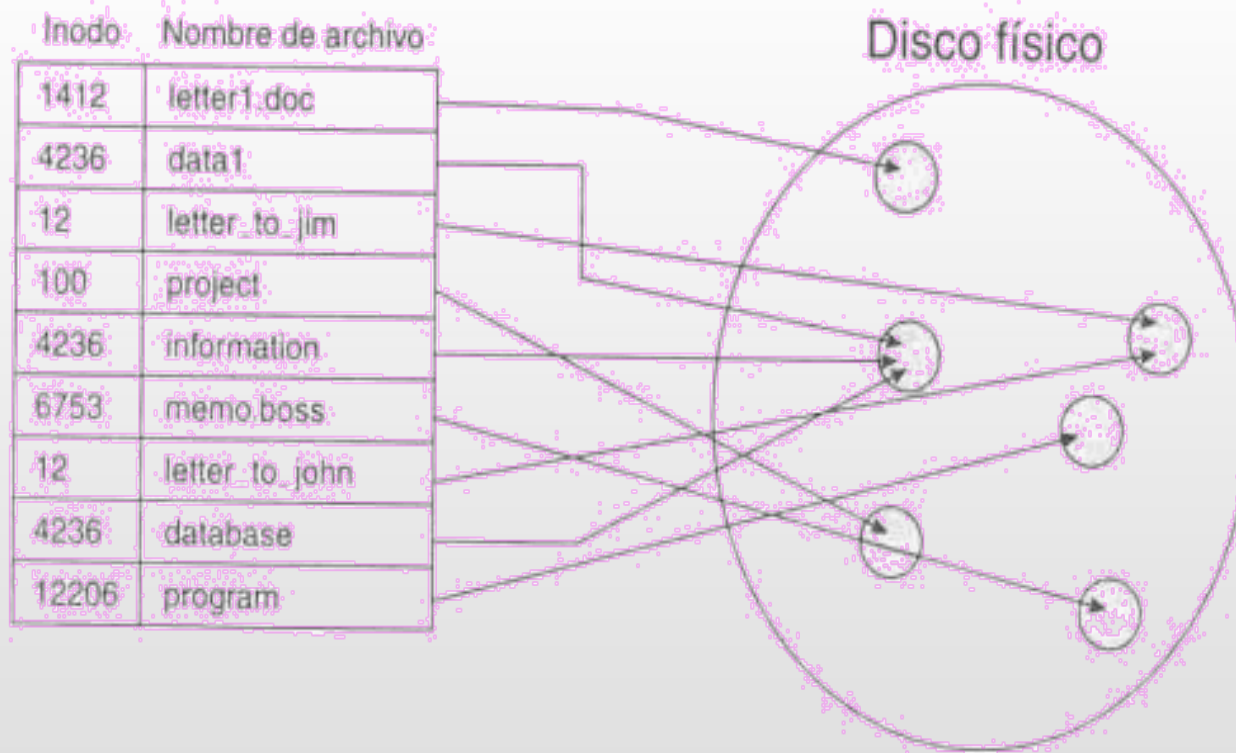 Inodo Nombre de archivo
Disco físico
1412 letter1.doc
4236 data1
12 letter_to_jim
100 project
4236 information
6753 memo.boss
12 letter_to_john
4236 database
12206 program